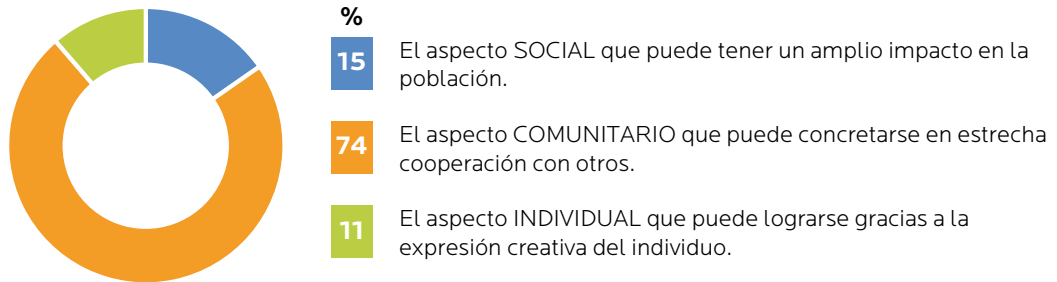 %
15
El aspecto SOCIAL que puede tener un amplio impacto en la
población.
74
El aspecto COMUNITARIO que puede concretarse en estrecha
cooperación con otros.
11
El aspecto INDIVIDUAL que puede lograrse gracias a la
expresión creativa del individuo.